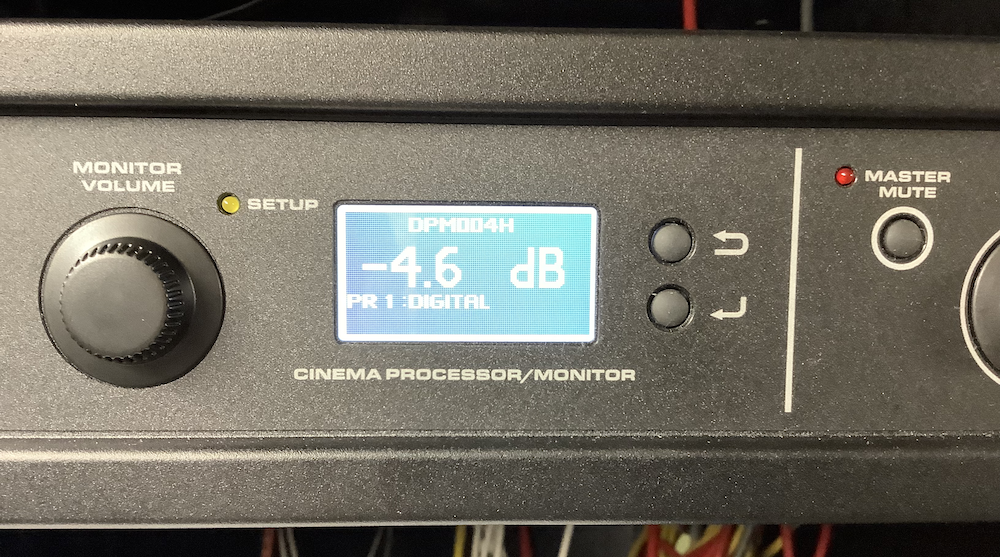 MONITOR
VOLUME
SETUP
DPM004H
-4.6 dB
PR 1 :DIGITAL
CINEMA PROCESSOR/MONITOR
MASTER
MUTE